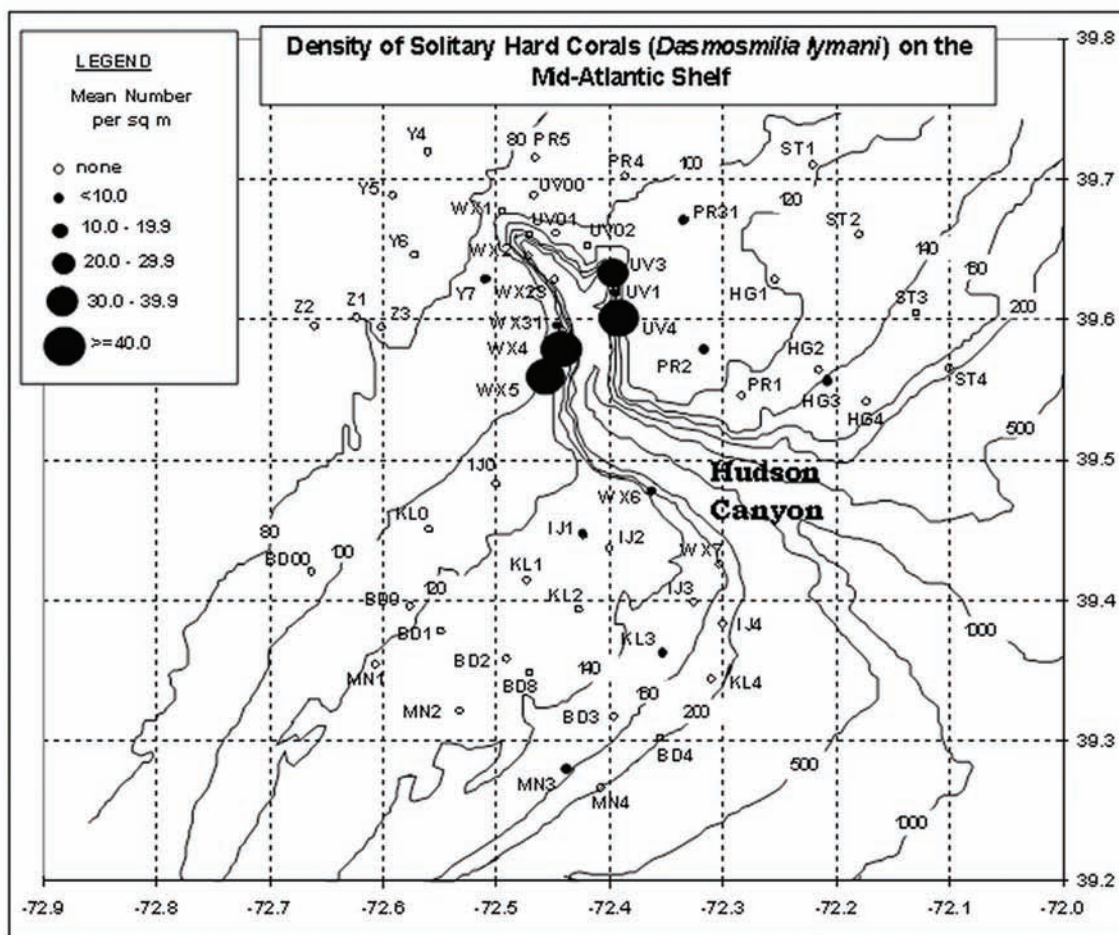 LEGEND
Mean Number
per sq m
none
<10.0
10.0 - 19.9
20.0 - 29.9
30.0 - 39.9
>=40.0
Density of Solitary Hard Corals (Dasmosmilia lymani) on the
Mid-Atlantic Shelf
39.8
Y4
80 PR5
PR4
100
ST1
39.7
Y5
UV00
WX1
UV01
UV02
PR31
120
ST2
Y6
WX2
UV3
140
160
Y7
WX23
UV1
HG1
200
Z2
Z1
Z3
WX31
UV4
ST3
39.6
WX4
HG2
PR2
PR1
ST4
WX5
HG3
HG4
500
Hudson
39.5
IJ0
WX6
Canyon
KL0
IJ1
IJ2
80
100
BD00
WX7
120
KL1
IJ3
39.4
BD0
KL2
BD1
KL3
IJ4
1000
MN1
BD2
140
160
KL4
BD8
MN2
BD3
200
39.3
BD4
MN3
MN4
500
1000
39.2
-72.9
-72.8
-72.7
-72.6
-72.5
-72.4
-72.3
-72.2
-72.1
-72.0